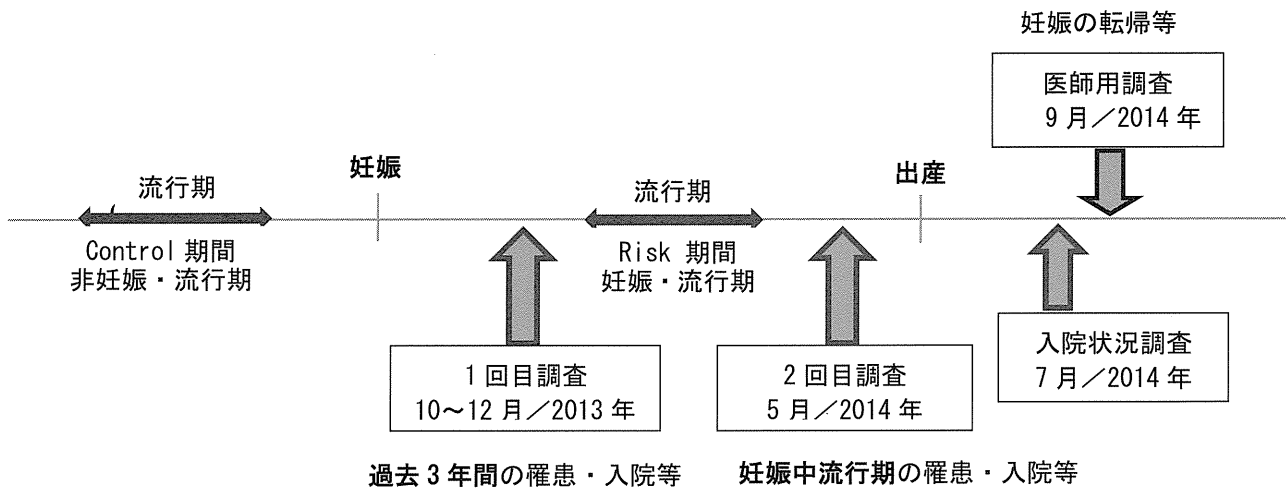 妊娠の転帰等
医師用調査
9月／2014年
妊娠
出産
流行期
流行期
Control 期間
非妊娠・流行期
Risk 期間
妊娠・流行期
1回目調査
10～12月／2013年
2回目調査
5月／2014年
入院状況調査
7月／2014年
過去3年間の罹患・入院等
妊娠中流行期の罹患・入院等